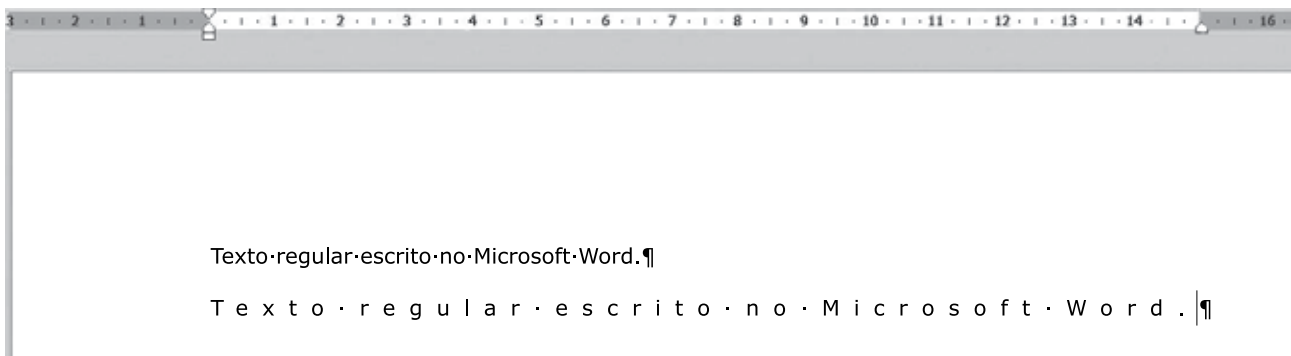 3 2 1 1 2 3 4 5 6 7 8 9 10 11 12 13 14 16
Texto·regular·escrito·no·Microsoft·Word.¶
T e x t o · r e g u l a r · e s c r i t o · n o · M i c r o s o f t · W o r d . ¶